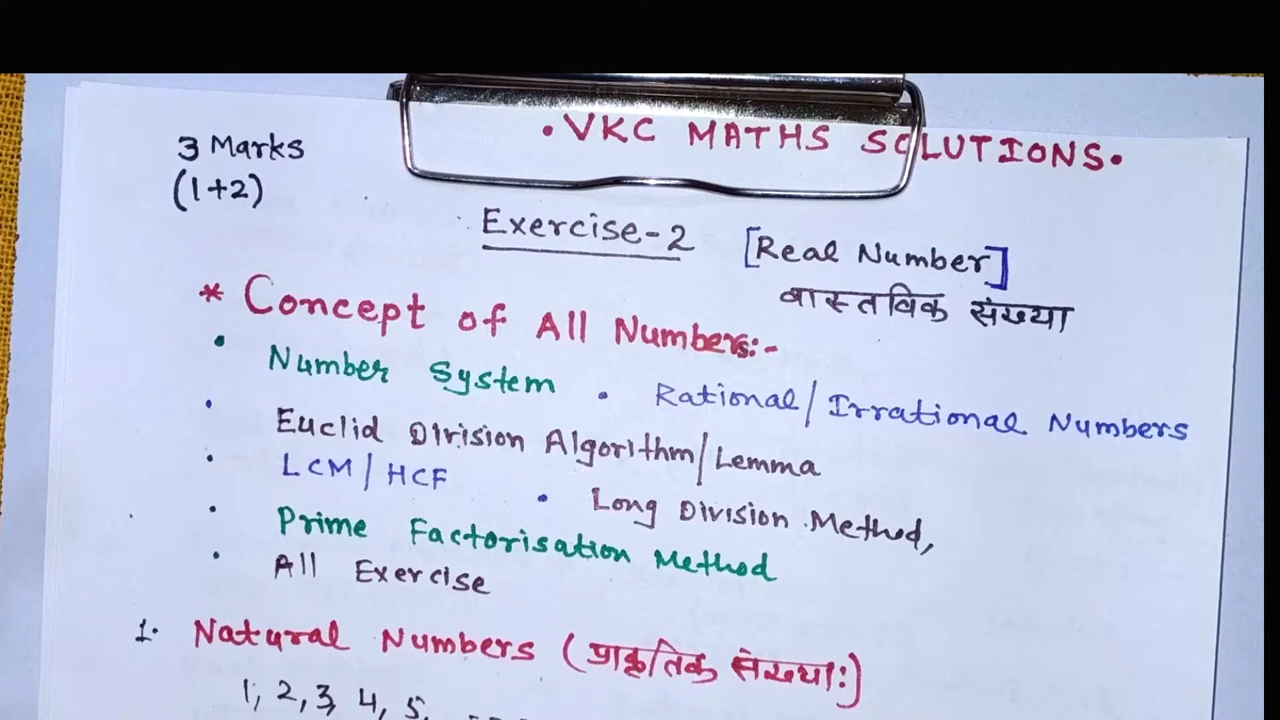 • VKC MATHS SOLUTIONS •
3 Marks
(1+2)
Exercise-2 [Real Number]
वास्तविक संख्या
* Concept of All Numbers:-
• Number System • Rational/Irrational Numbers
• Euclid Division Algorithm/Lemma
• LCM/HCF • Long Division Method,
• Prime Factorisation Method
• All Exercise
1. Natural Numbers (प्राकृतिक संख्या:)
1, 2, 3, 4, 5, ---